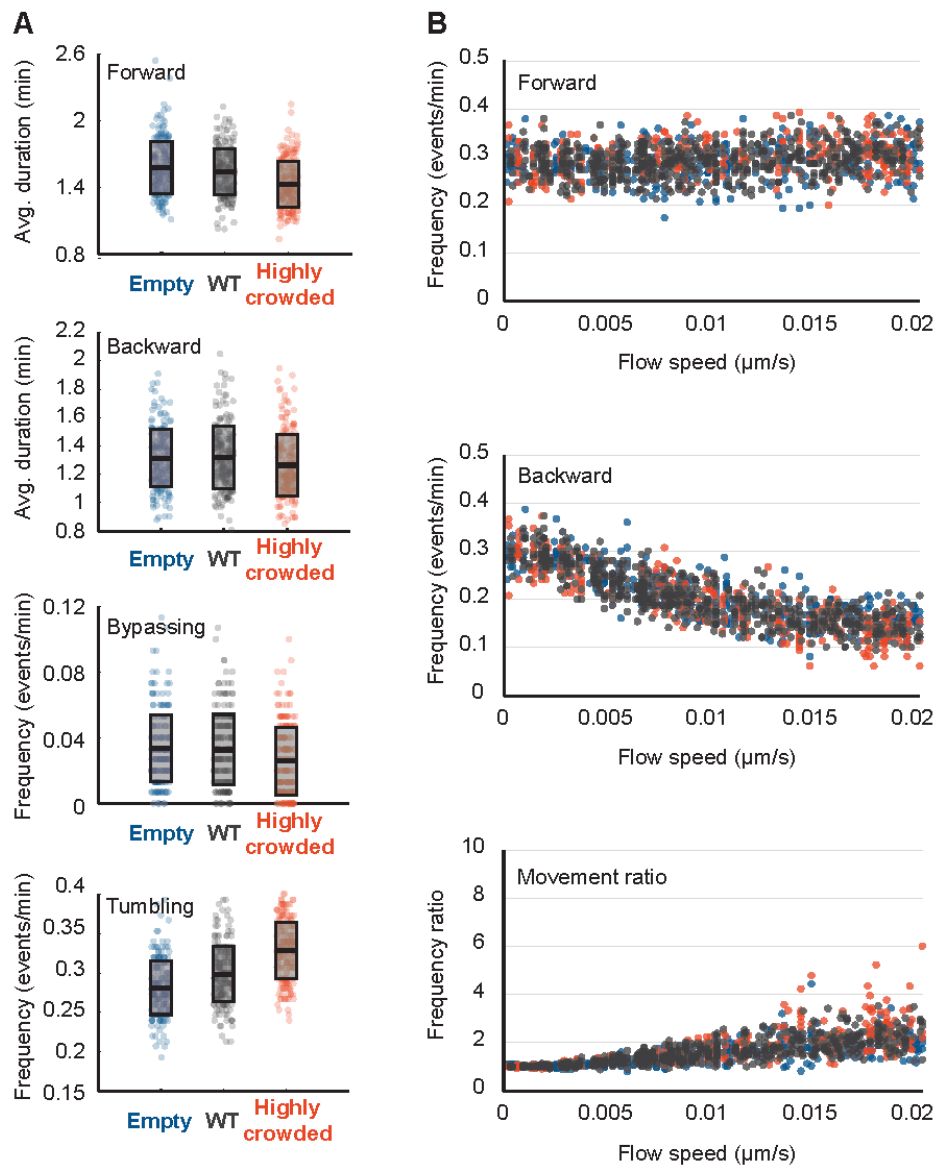 A
2.6
Forward
2
1.4
0.8
Avg. duration (min)
Empty WT Highly
crowded
2.2
Backward
2
1.8
1.6
1.4
1.2
1
0.8
Avg. duration (min)
Empty WT Highly
crowded
0.12
Bypassing
0.08
0.04
0
Frequency (events/min)
Empty WT Highly
crowded
0.4
Tumbling
0.35
0.3
0.25
0.2
0.15
Frequency (events/min)
Empty WT Highly
crowded
B
0.5
Forward
0.4
0.3
0.2
0.1
0
Frequency (events/min)
0 0.005 0.01 0.015 0.02
Flow speed (µm/s)
0.5
Backward
0.4
0.3
0.2
0.1
0
Frequency (events/min)
0 0.005 0.01 0.015 0.02
Flow speed (µm/s)
10
Movement ratio
8
6
4
2
0
Frequency ratio
0 0.005 0.01 0.015 0.02
Flow speed (µm/s)